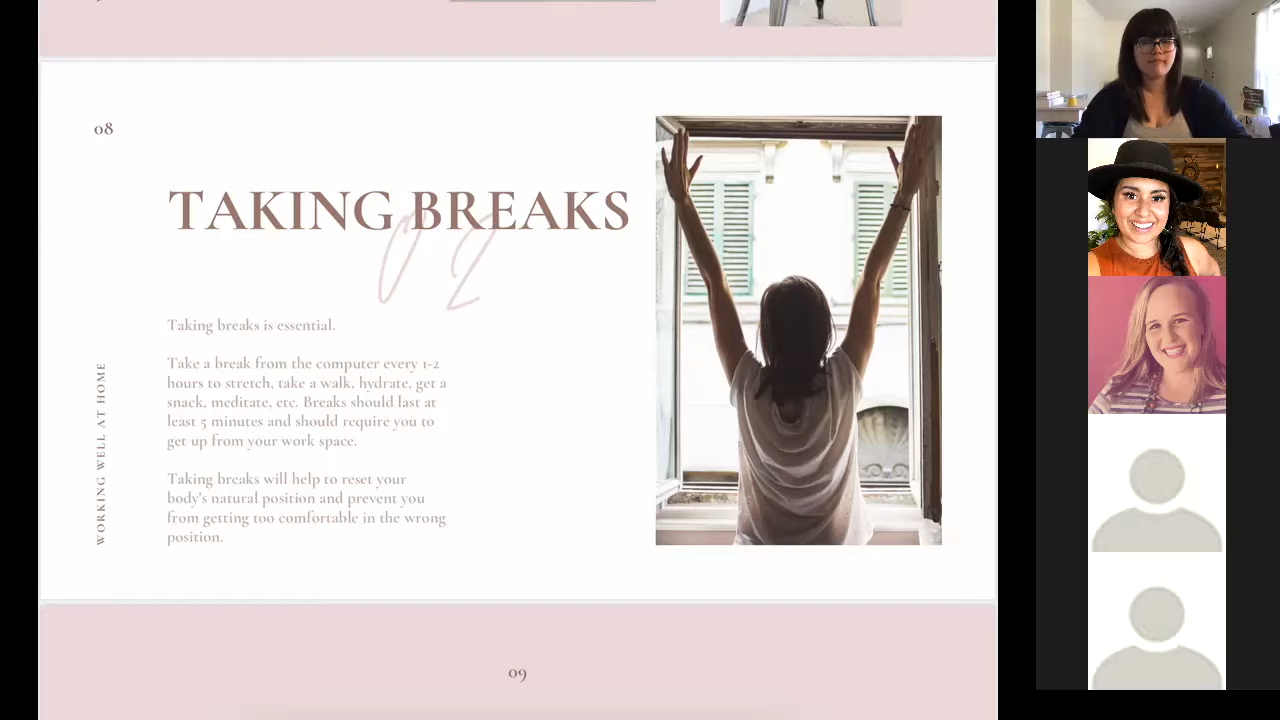 08
TAKING BREAKS
02
Taking breaks is essential.
Take a break from the computer every 1-2
hours to stretch, take a walk, hydrate, get a
snack, meditate, etc. Breaks should last at
least 5 minutes and should require you to
get up from your work space.
Taking breaks will help to reset your
body's natural position and prevent you
from getting too comfortable in the wrong
position.
WORKING WELL AT HOME
09